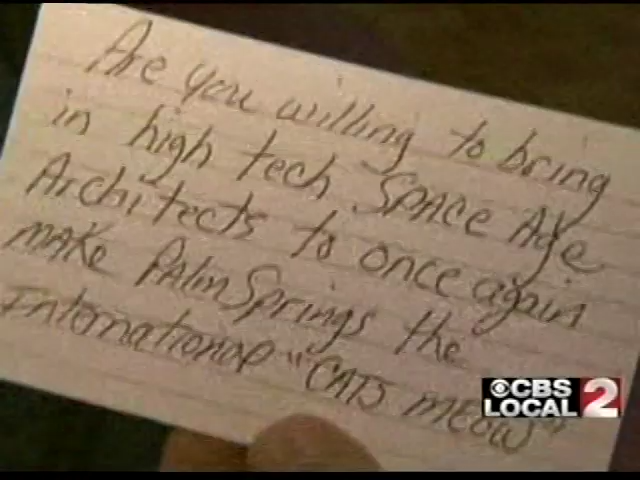 Are you willing to bring
in high tech SPACE Age
Architects to once again
MAKE PALM Springs the
International "CATS MEOW"
CBS
LOCAL 2